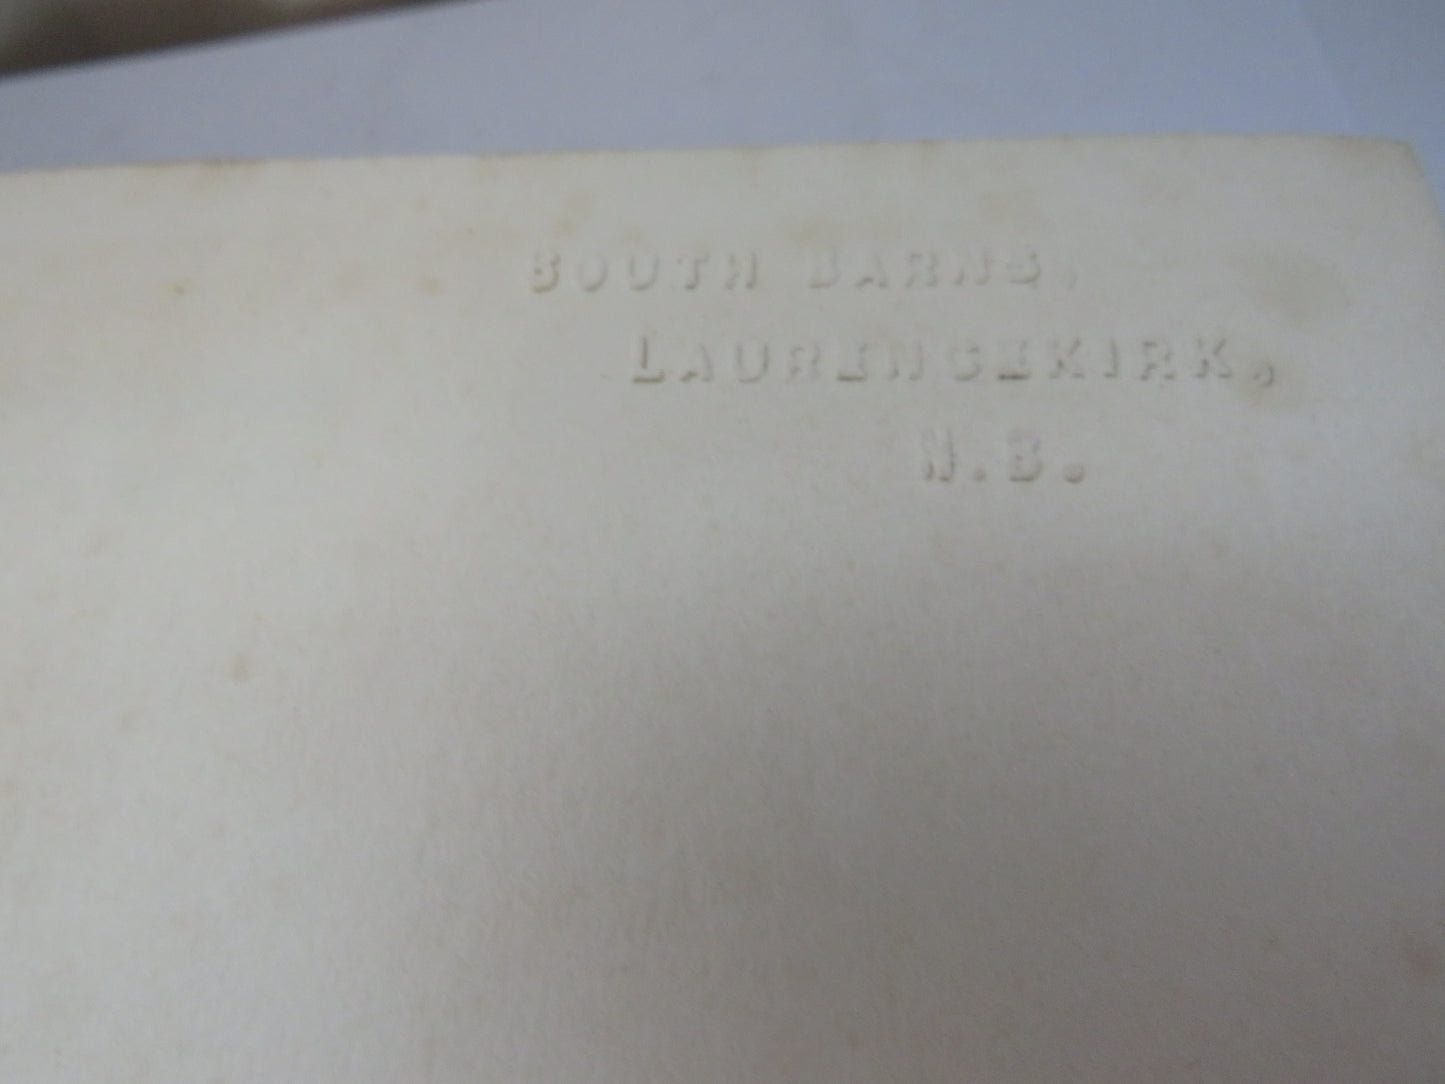 SOUTH BARNS,
LAURENCEKIRK,
N.B.